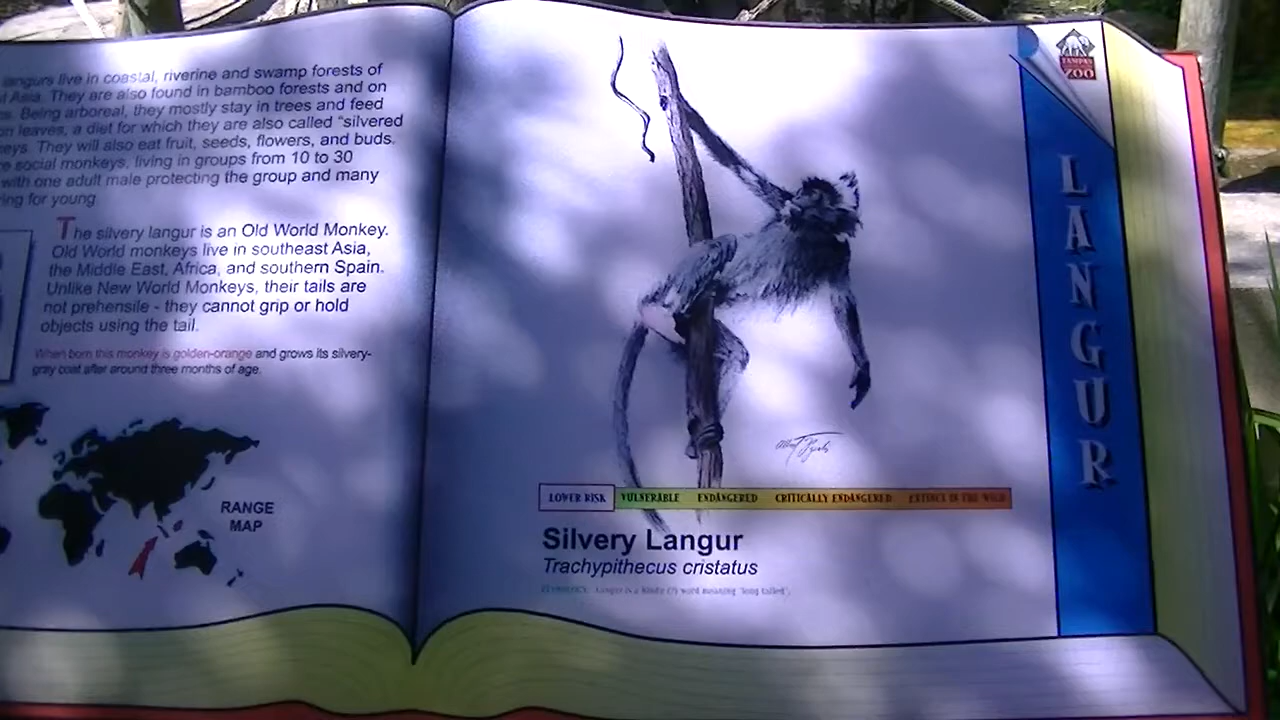 langurs live in coastal, riverine and swamp forests of
Asia. They are also found in bamboo forests and on
Being arboreal, they mostly stay in trees and feed
on leaves, a diet for which they are also called “silvered
They will also eat fruit, seeds, flowers, and buds.
social monkeys, living in groups from 10 to 30
with one adult male protecting the group and many
for young.
The silvery langur is an Old World Monkey.
Old World monkeys live in southeast Asia,
the Middle East, Africa, and southern Spain.
Unlike New World Monkeys, their tails are
not prehensile - they cannot grip or hold
objects using the tail.
When born this monkey is golden-orange and grows its silvery-
gray coat after around three months of age.
RANGE
MAP
LOWER RISK VULNERABLE ENDANGERED CRITICALLY ENDANGERED EXTINCT IN THE WILD
Silvery Langur
Trachypithecus cristatus
Langur is a Hindu (?) word meaning "long tailed".
ZOO
LANGUR